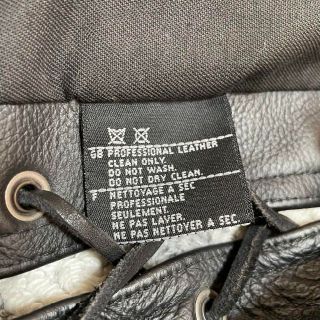 GB PROFESSIONAL LEATHER
CLEAN ONLY.
DO NOT WASH.
DO NOT DRY CLEAN.
F NETTOYAGE A SEC
PROFESSIONALE
SEULEMENT.
NE PAS LAVER.
NE PAS NETTOYER A SEC.